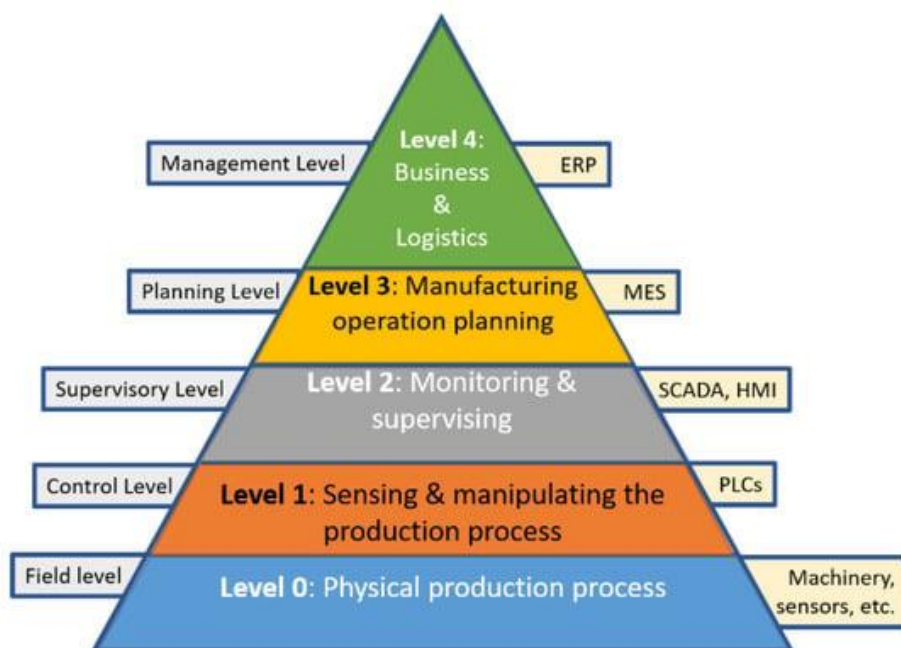 Management Level
Level 4:
Business
&
Logistics
ERP
Planning Level
Level 3: Manufacturing
operation planning
MES
Supervisory Level
Level 2: Monitoring &
supervising
SCADA, HMI
Control Level
Level 1: Sensing & manipulating the
production process
PLCs
Field level
Level 0: Physical production process
Machinery,
sensors, etc.